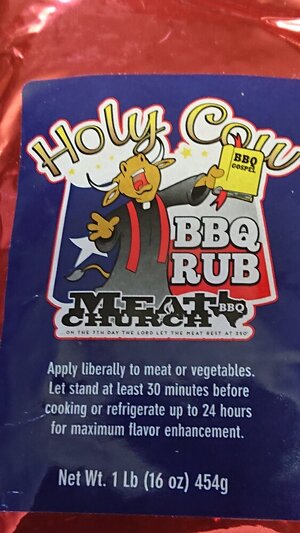 Holy Cow
BBQ
GOSPEL
BBQ
RUB
MEAT
CHURCH BBQ
ON THE 7TH DAY THE LORD LET THE MEAT REST AT 250°
Apply liberally to meat or vegetables.
Let stand at least 30 minutes before
cooking or refrigerate up to 24 hours
for maximum flavor enhancement.
Net Wt. 1 Lb (16 oz) 454g